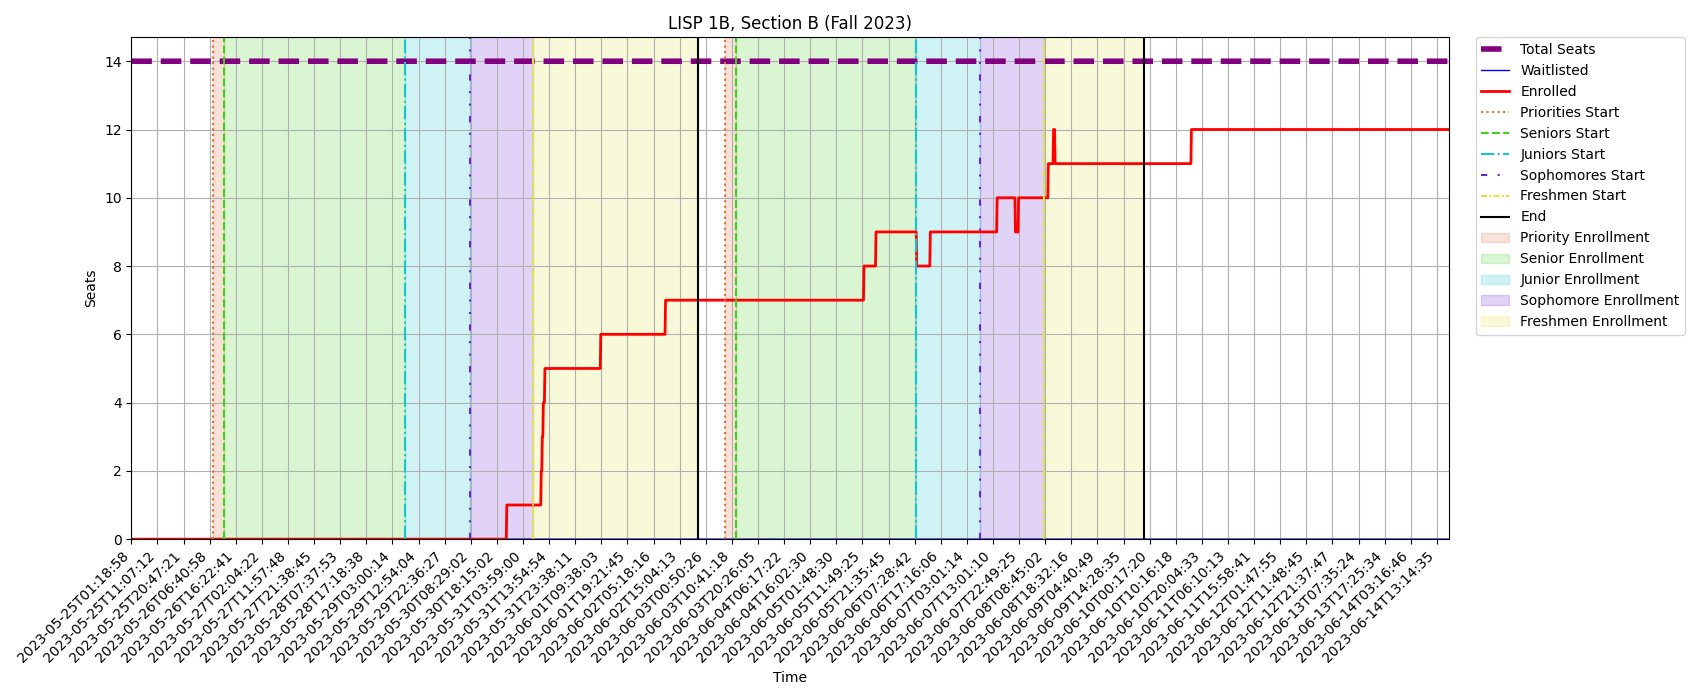 LISP 1B, Section B (Fall 2023)
Seats
14
12
10
8
6
4
2
0
2023-05-25T01:18:58
2023-05-25T11:07:12
2023-05-25T20:47:21
2023-05-26T06:40:58
2023-05-26T16:22:41
2023-05-27T02:04:22
2023-05-27T11:57:48
2023-05-27T21:38:45
2023-05-28T07:37:53
2023-05-28T17:18:38
2023-05-29T03:00:14
2023-05-29T12:54:04
2023-05-29T22:36:27
2023-05-30T08:29:02
2023-05-30T18:15:02
2023-05-31T03:59:00
2023-05-31T13:54:54
2023-05-31T23:38:11
2023-06-01T09:38:03
2023-06-01T19:21:45
2023-06-02T05:18:16
2023-06-02T15:04:13
2023-06-03T00:50:26
2023-06-03T10:41:18
2023-06-03T20:26:05
2023-06-04T06:17:22
2023-06-04T16:02:30
2023-06-05T01:48:30
2023-06-05T11:49:25
2023-06-05T21:35:45
2023-06-06T07:28:42
2023-06-06T17:16:08
2023-06-07T03:01:14
2023-06-07T13:01:10
2023-06-07T22:49:25
2023-06-08T08:45:02
2023-06-08T18:32:16
2023-06-09T04:40:49
2023-06-09T14:28:35
2023-06-10T00:17:20
2023-06-10T10:16:18
2023-06-10T20:04:33
2023-06-11T06:10:13
2023-06-11T15:58:41
2023-06-12T01:47:55
2023-06-12T11:48:45
2023-06-12T21:37:47
2023-06-13T07:35:24
2023-06-13T17:25:34
2023-06-14T03:16:46
2023-06-14T13:14:35
Time
Total Seats
Waitlisted
Enrolled
Priorities Start
Seniors Start
Juniors Start
Sophomores Start
Freshmen Start
End
Priority Enrollment
Senior Enrollment
Junior Enrollment
Sophomore Enrollment
Freshmen Enrollment